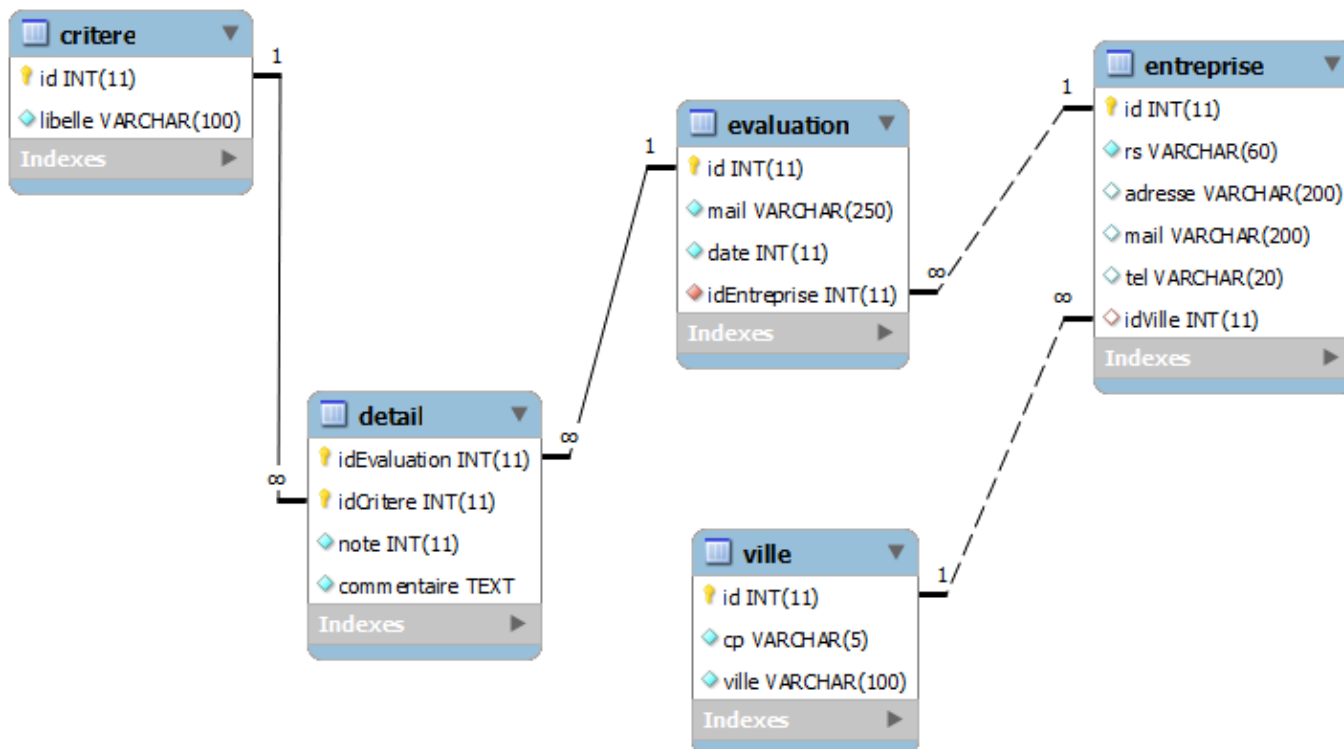 critere
id INT(11)
libelle VARCHAR(100)
Indexes
1
∞
detail
idEvaluation INT(11)
idCritere INT(11)
note INT(11)
commentaire TEXT
Indexes
∞
1
evaluation
id INT(11)
mail VARCHAR(250)
date INT(11)
idEntreprise INT(11)
Indexes
∞
1
entreprise
id INT(11)
rs VARCHAR(60)
adresse VARCHAR(200)
mail VARCHAR(200)
tel VARCHAR(20)
idVille INT(11)
Indexes
∞
1
ville
id INT(11)
cp VARCHAR(5)
ville VARCHAR(100)
Indexes